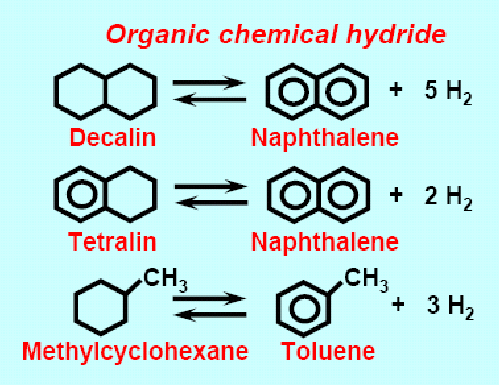 Organic chemical hydride
+ 5 H₂
Decalin Naphthalene
+ 2 H₂
Tetralin Naphthalene
CH₃ CH₃
+ 3 H₂
Methylcyclohexane Toluene